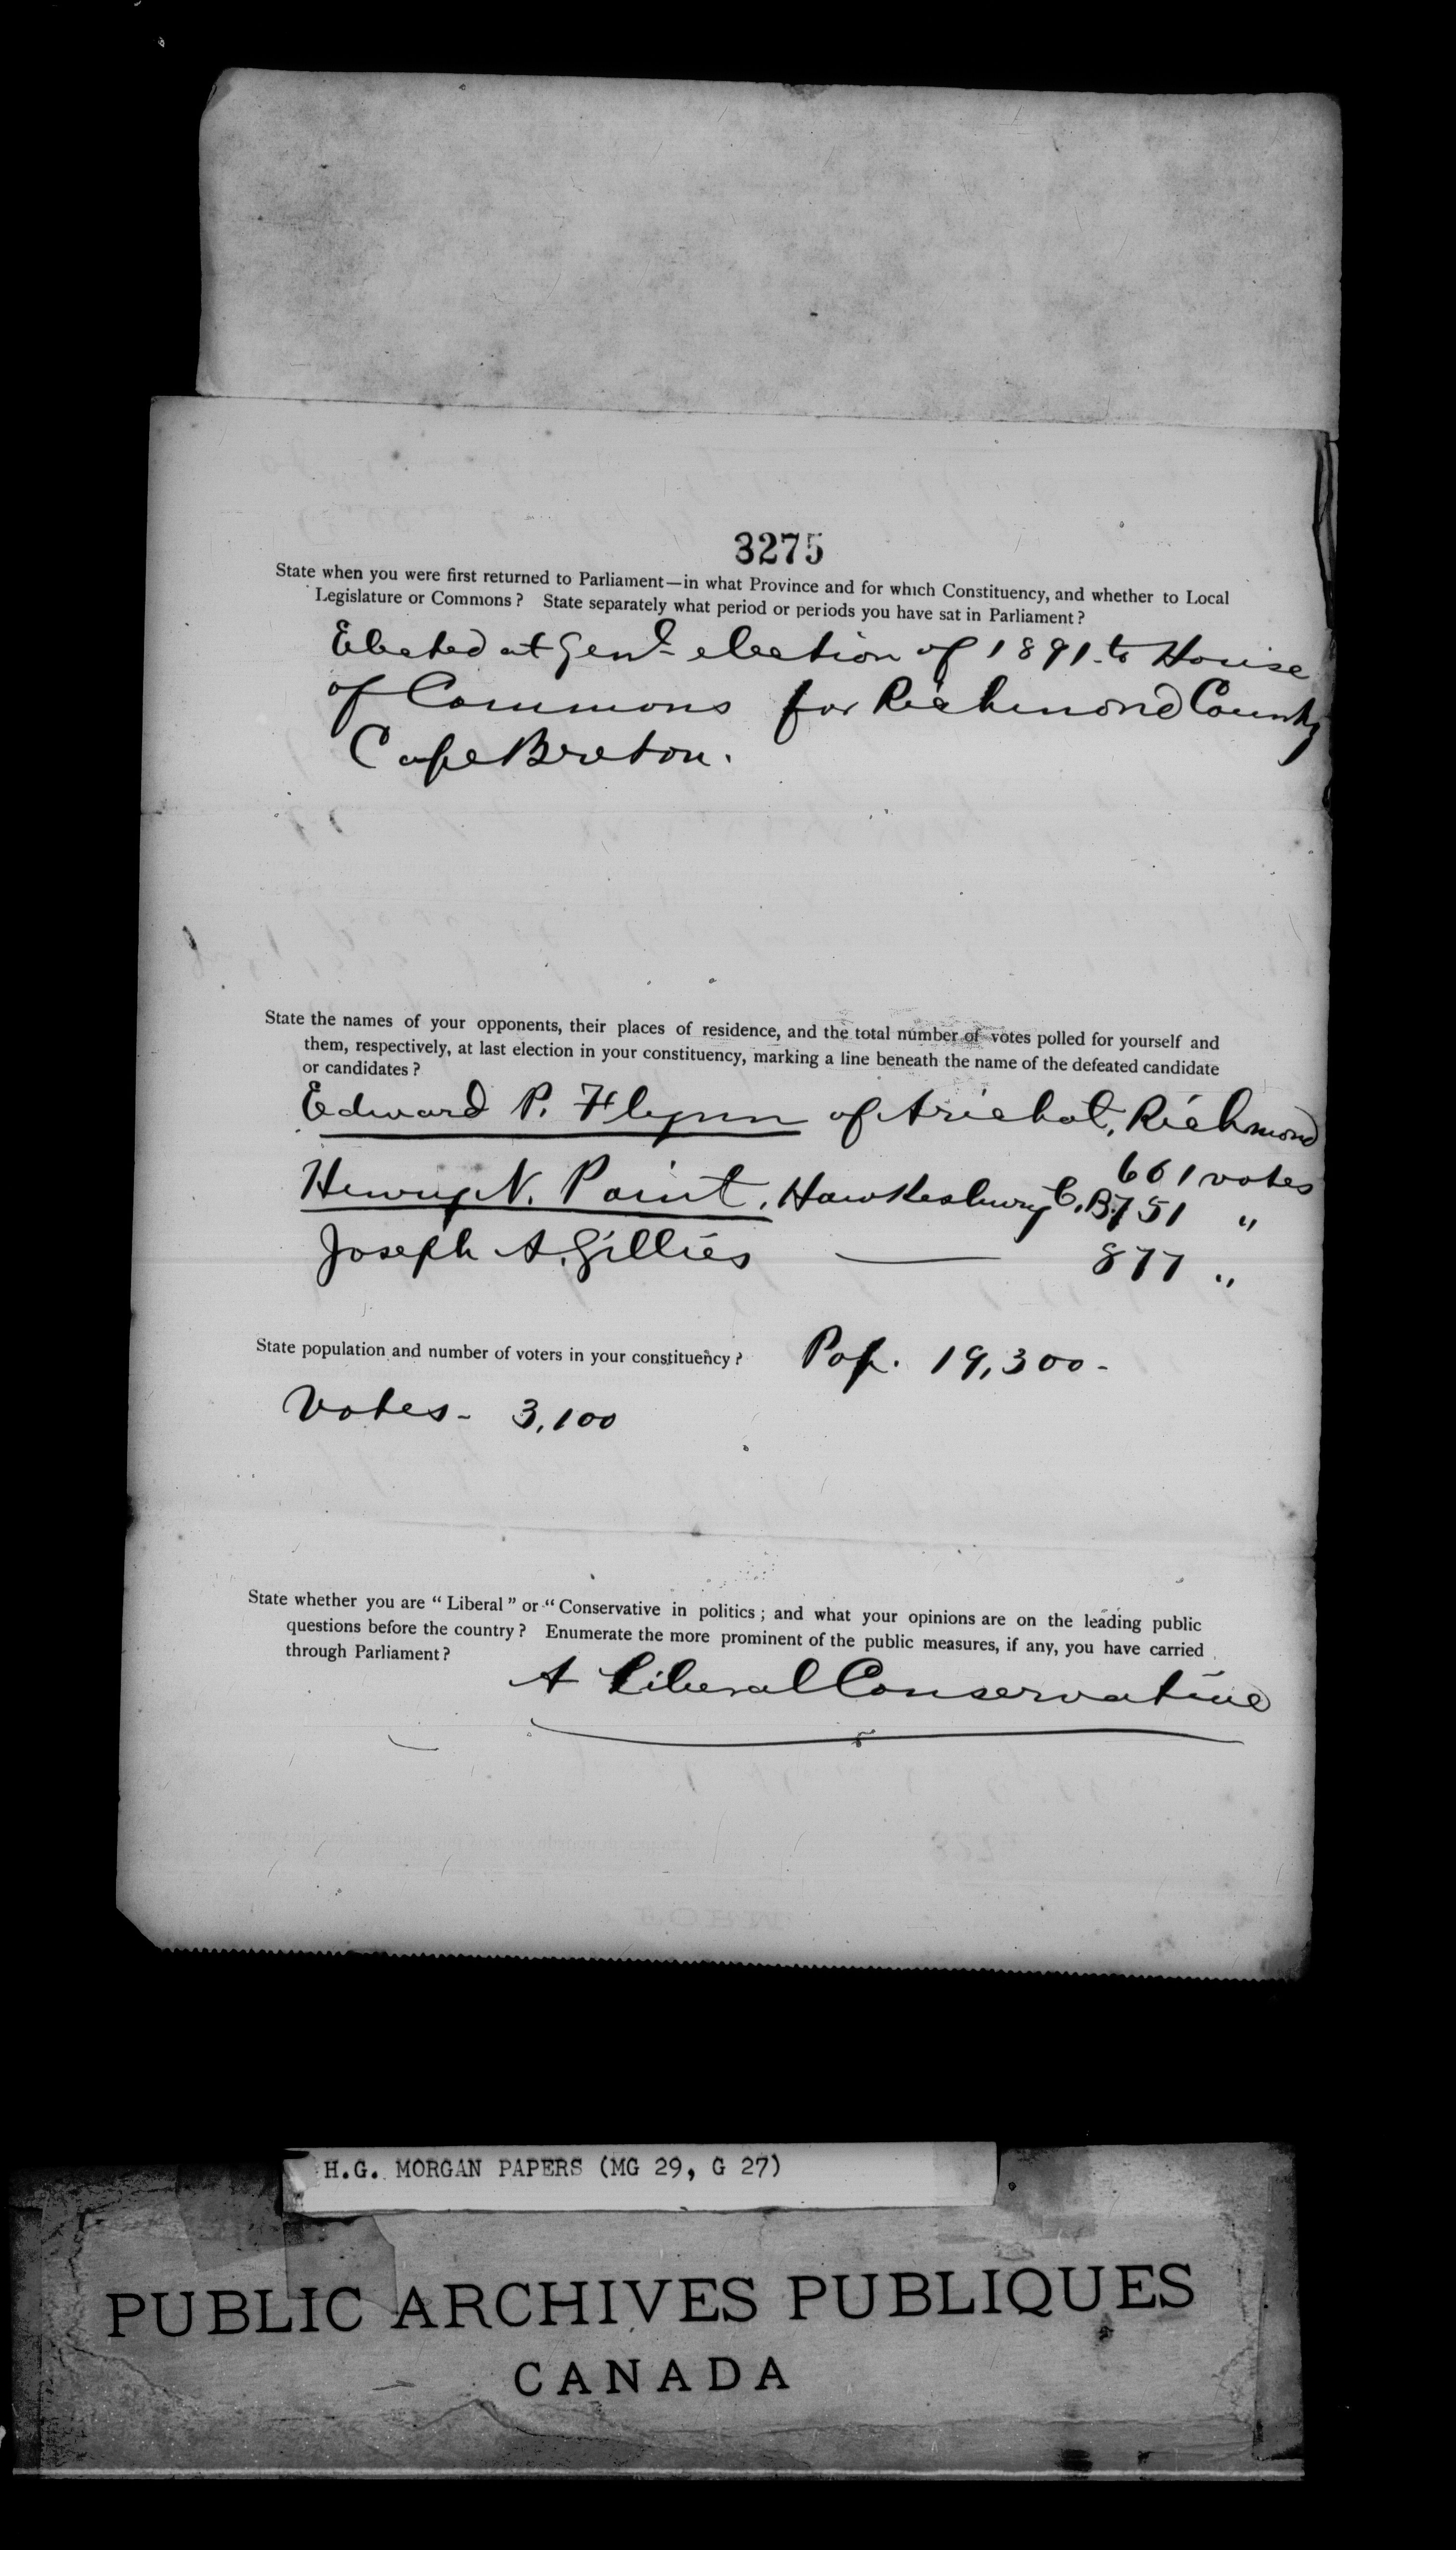 3275
State when you were first returned to Parliament—in what Province and for which Constituency, and whether to Local
Legislature or Commons? State separately what period or periods you have sat in Parliament?
Elected at Genl election of 1891 to House
of Commons for Richmond County
Cape Breton.
State the names of your opponents, their places of residence, and the total number of votes polled for yourself and
them, respectively, at last election in your constituency, marking a line beneath the name of the defeated candidate
or candidates?
Edward P. Flynn of Arichat, Richmond
661 votes
Henry N. Paint, Hawkesbury C.B. 751 "
Joseph A. Gillies — 877 "
State population and number of voters in your constituency? Pop. 19,300-
Votes- 3,100
State whether you are "Liberal" or "Conservative in politics; and what your opinions are on the leading public
questions before the country? Enumerate the more prominent of the public measures, if any, you have carried
through Parliament?
A Liberal Conservative
H.G. MORGAN PAPERS (MG 29, G 27)
PUBLIC ARCHIVES PUBLIQUES
CANADA